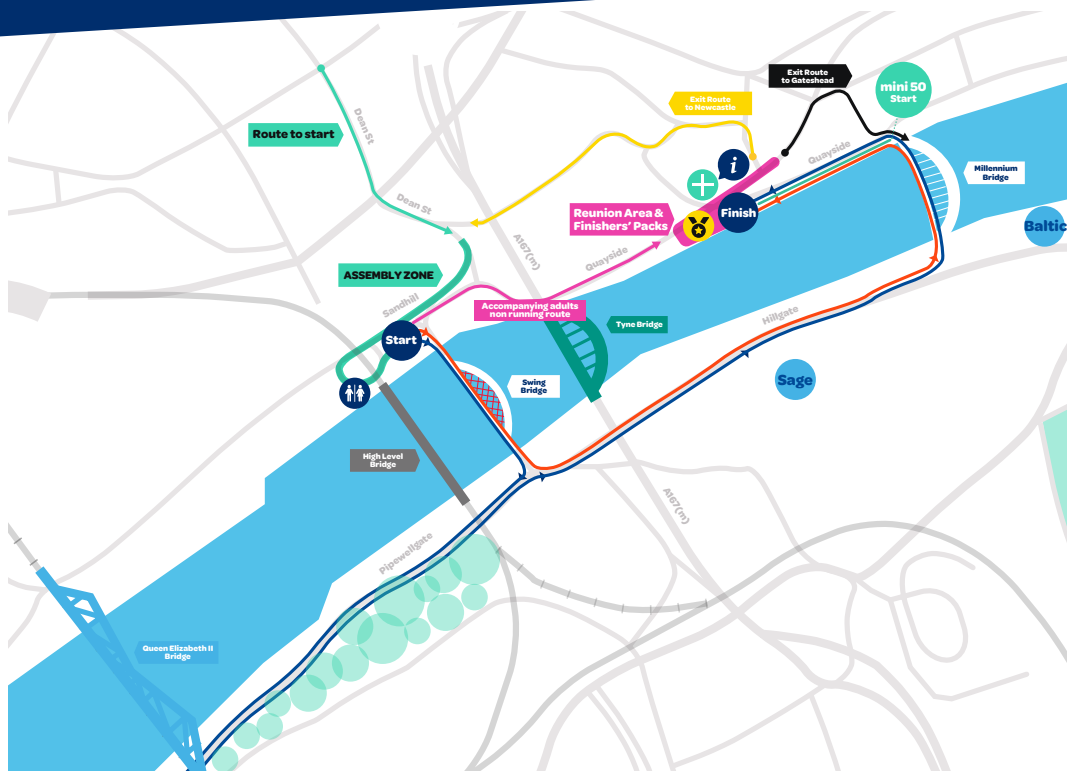 Exit Route
to Gateshead
mini 50
Start
Exit Route
to Newcastle
Route to start
Dean St
Quayside
i
Millennium
Bridge
Dean St
Reunion Area &
Finishers' Packs
Finish
Baltic
A167(m)
Quayside
ASSEMBLY ZONE
Sandhill
Accompanying adults
non running route
Hillgate
Tyne Bridge
Start
Swing
Bridge
Sage
High Level
Bridge
A167(m)
Pipewellgate
Queen Elizabeth II
Bridge